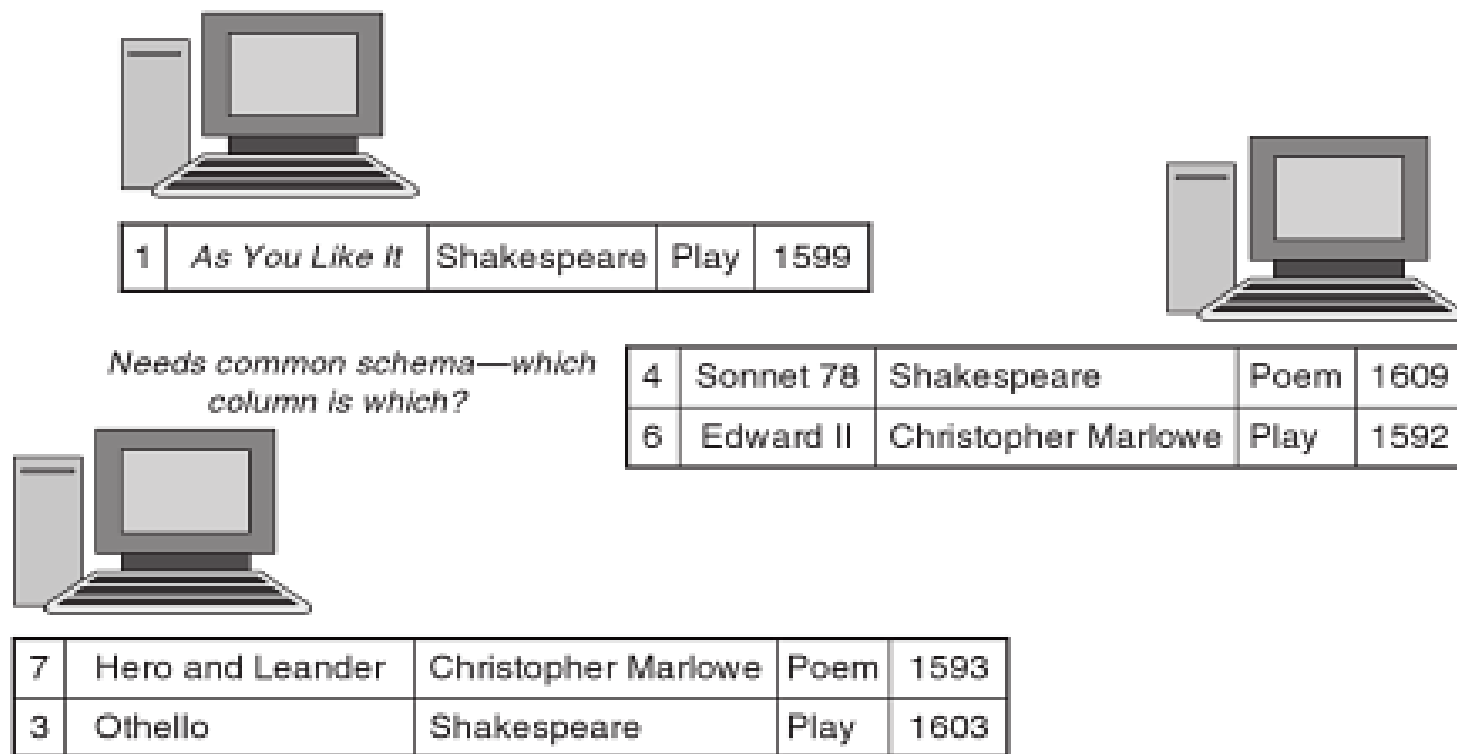 1 As You Like It Shakespeare Play 1599
Needs common schema—which
column is which?
4 Sonnet 78 Shakespeare Poem 1609
6 Edward II Christopher Marlowe Play 1592
7 Hero and Leander Christopher Marlowe Poem 1593
3 Othello Shakespeare Play 1603